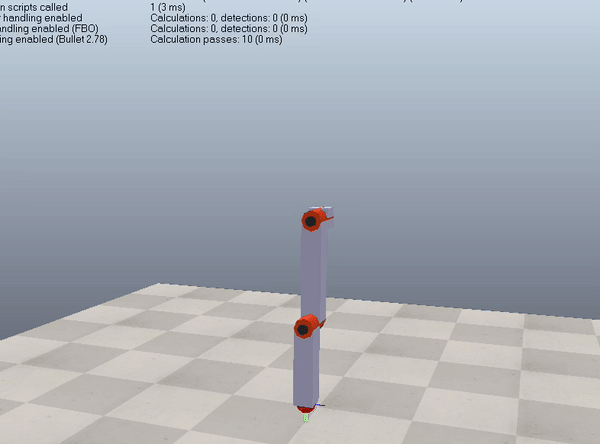 n scripts called 1 (3 ms)
r handling enabled Calculations: 0, detections: 0 (0 ms)
ndling enabled (FBO) Calculations: 0, detections: 0 (0 ms)
ing enabled (Bullet 2.78) Calculation passes: 10 (0 ms)